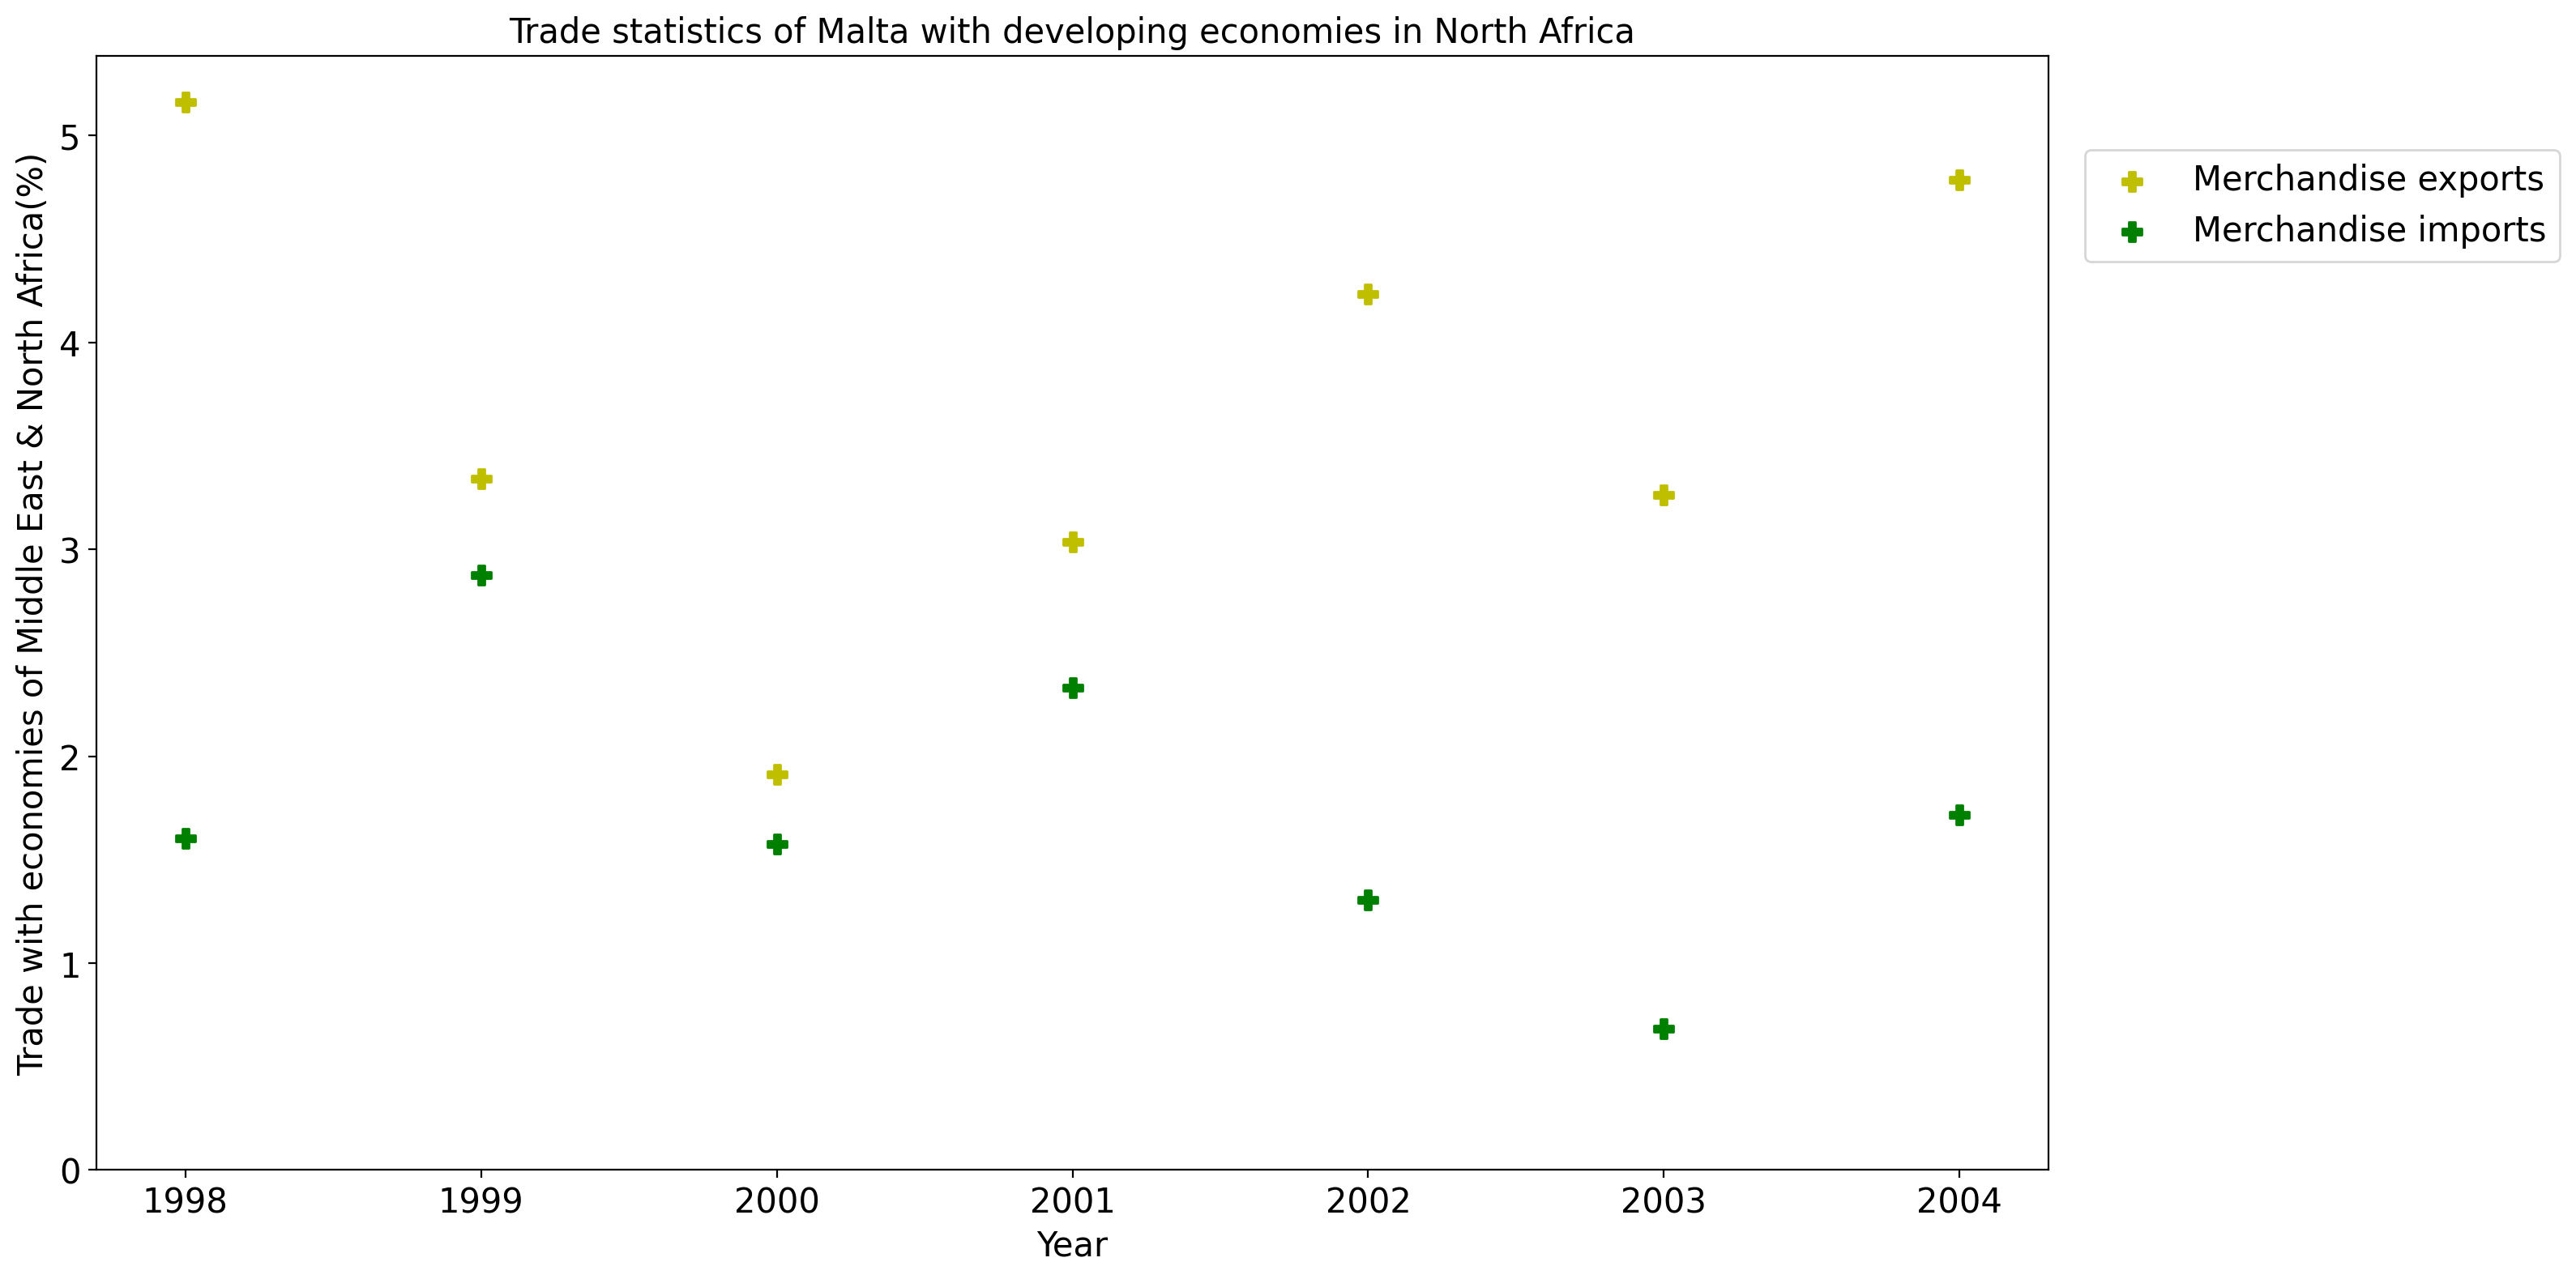 Trade statistics of Malta with developing economies in North Africa
Trade with economies of Middle East & North Africa(%)
5
4
3
2
1
0
1998 1999 2000 2001 2002 2003 2004
Year
Merchandise exports
Merchandise imports